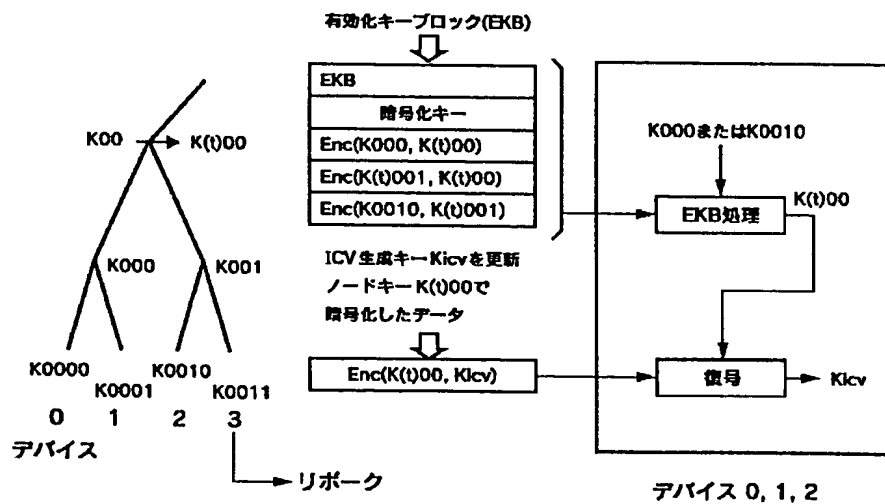 有効化キーブロック(EKB)
EKB
暗号化キー
Enc(K000, K(t)00)
Enc(K(t)001, K(t)00)
Enc(K0010, K(t)001)
K00
K(t)00
K000
K001
K0000
K0001
K0010
K0011
0 1 2 3
デバイス
リボーク
ICV生成キーKicvを更新
ノードキーK(t)00で
暗号化したデータ
Enc(K(t)00, Kicv)
K000またはK0010
EKB処理
K(t)00
復号
Kicv
デバイス 0, 1, 2